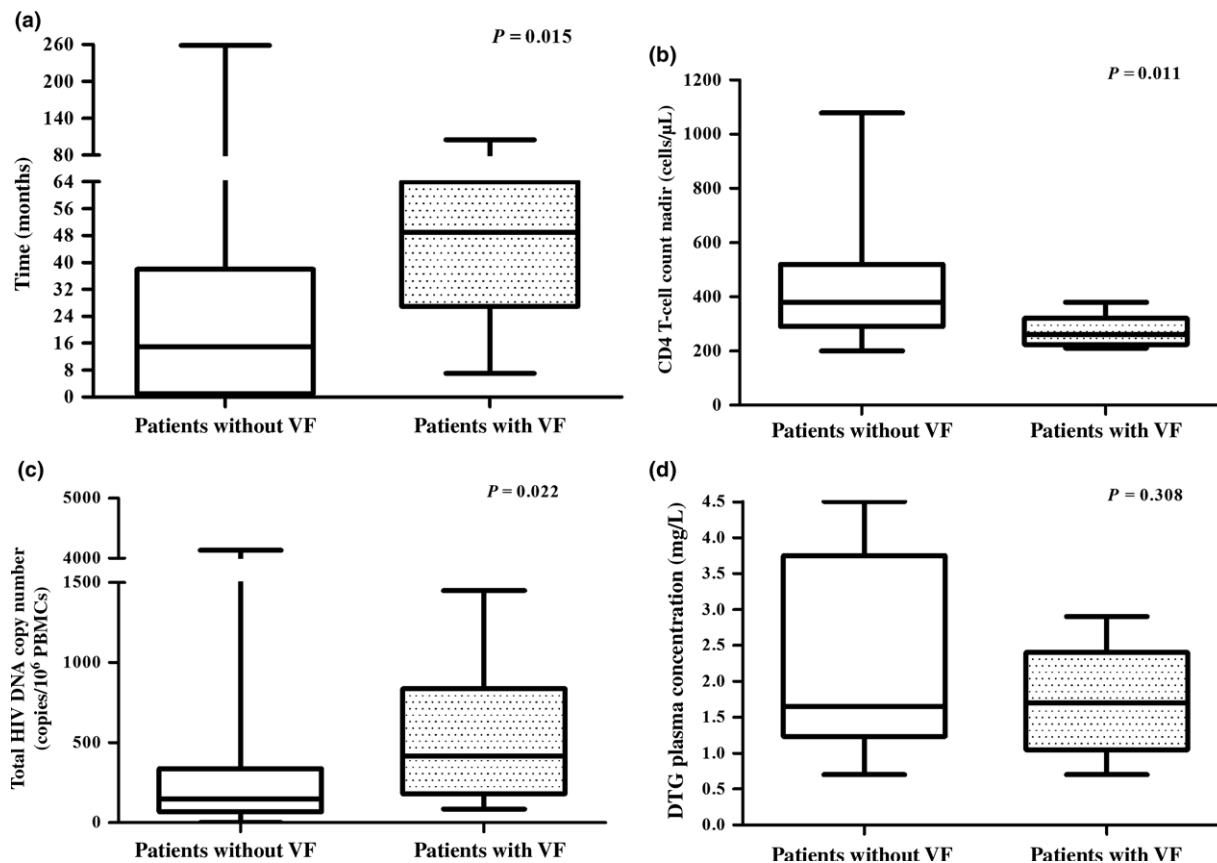 (a)
P = 0.015
Time (months)
260
200
140
80
64
56
48
40
32
24
16
8
0
Patients without VF
Patients with VF
(b)
P = 0.011
CD4 T-cell count nadir (cells/µL)
1200
1000
800
600
400
200
0
Patients without VF
Patients with VF
(c)
P = 0.022
Total HIV DNA copy number
(copies/10⁶ PBMCs)
5000
4000
1500
1000
500
0
Patients without VF
Patients with VF
(d)
P = 0.308
DTG plasma concentration (mg/L)
4.5
4.0
3.5
3.0
2.5
2.0
1.5
1.0
0.5
0.0
Patients without VF
Patients with VF